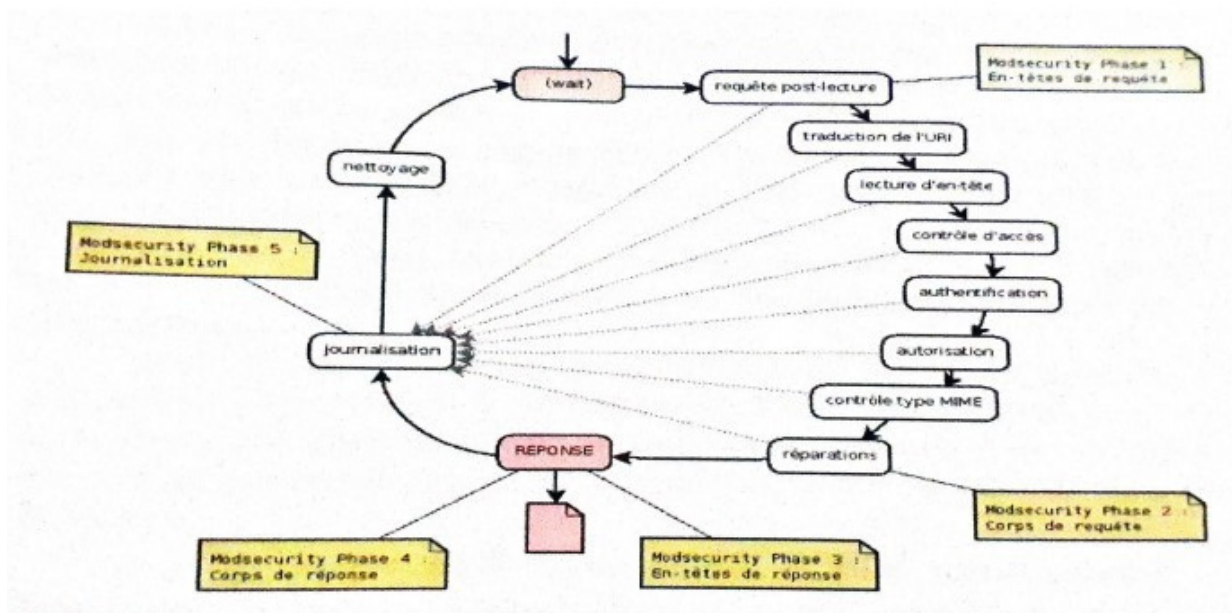 Modsecurity Phase 1 :
En-têtes de requête
(wait)
requête post-lecture
traduction de l'URI
nettoyage
lecture d'en-tête
contrôle d'accès
Modsecurity Phase 5 :
Journalisation
authentification
journalisation
autorisation
contrôle type MIME
REPONSE
réparations
Modsecurity Phase 2 :
Corps de requête
Modsecurity Phase 4 :
Corps de réponse
Modsecurity Phase 3 :
En-têtes de réponse